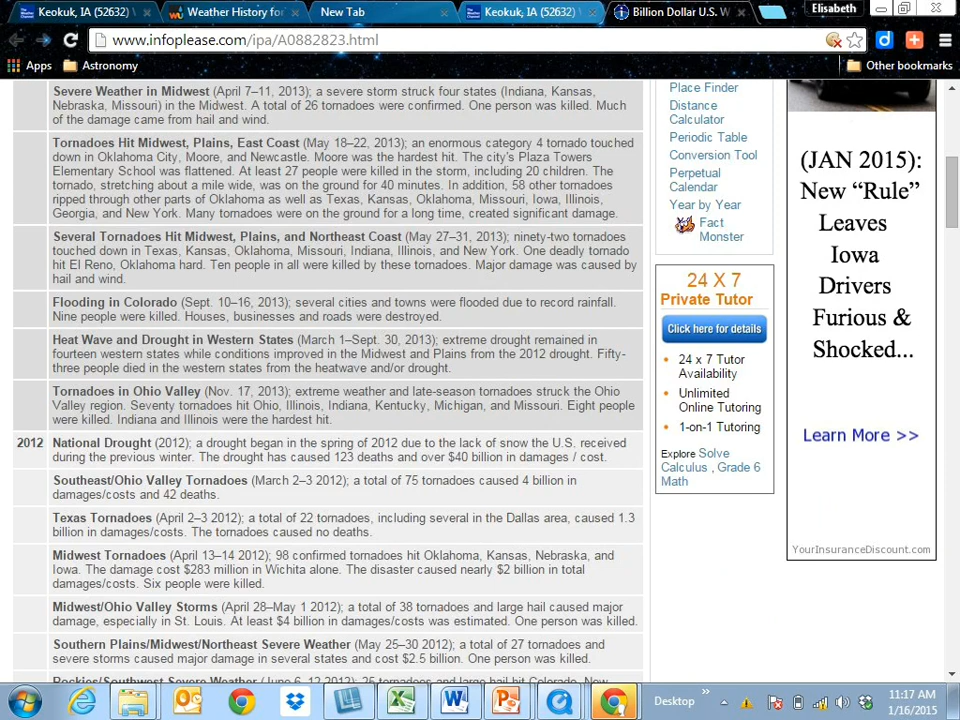 Keokuk, IA (52632) \
Weather History for
New Tab
Keokuk, IA (52632) \
Billion Dollar U.S. W
Elisabeth
www.infoplease.com/ipa/A0882823.html
Apps
Astronomy
Other bookmarks
Severe Weather in Midwest (April 7–11, 2013); a severe storm struck four states (Indiana, Kansas,
Nebraska, Missouri) in the Midwest. A total of 26 tornadoes were confirmed. One person was killed. Much
of the damage came from hail and wind.
Tornadoes Hit Midwest, Plains, East Coast (May 18–22, 2013); an enormous category 4 tornado touched
down in Oklahoma City, Moore, and Newcastle. Moore was the hardest hit. The city's Plaza Towers
Elementary School was flattened. At least 27 people were killed in the storm, including 20 children. The
tornado, stretching about a mile wide, was on the ground for 40 minutes. In addition, 58 other tornadoes
ripped through other parts of Oklahoma as well as Texas, Kansas, Oklahoma, Missouri, Iowa, Illinois,
Georgia, and New York. Many tornadoes were on the ground for a long time, created significant damage.
Several Tornadoes Hit Midwest, Plains, and Northeast Coast (May 27–31, 2013); ninety-two tornadoes
touched down in Texas, Kansas, Oklahoma, Missouri, Indiana, Illinois, and New York. One deadly tornado
hit El Reno, Oklahoma hard. Ten people in all were killed by these tornadoes. Major damage was caused by
hail and wind.
Flooding in Colorado (Sept. 10–16, 2013); several cities and towns were flooded due to record rainfall.
Nine people were killed. Houses, businesses and roads were destroyed.
Heat Wave and Drought in Western States (March 1–Sept. 30, 2013); extreme drought remained in
fourteen western states while conditions improved in the Midwest and Plains from the 2012 drought. Fifty-
three people died in the western states from the heatwave and/or drought.
Tornadoes in Ohio Valley (Nov. 17, 2013); extreme weather and late-season tornadoes struck the Ohio
Valley region. Seventy tornadoes hit Ohio, Illinois, Indiana, Kentucky, Michigan, and Missouri. Eight people
were killed. Indiana and Illinois were the hardest hit.
2012 National Drought (2012); a drought began in the spring of 2012 due to the lack of snow the U.S. received
during the previous winter. The drought has caused 123 deaths and over $40 billion in damages / cost.
Southeast/Ohio Valley Tornadoes (March 2–3 2012); a total of 75 tornadoes caused 4 billion in
damages/costs and 42 deaths.
Texas Tornadoes (April 2–3 2012); a total of 22 tornadoes, including several in the Dallas area, caused 1.3
billion in damages/costs. The tornadoes caused no deaths.
Midwest Tornadoes (April 13–14 2012); 98 confirmed tornadoes hit Oklahoma, Kansas, Nebraska, and
Iowa. The damage cost $283 million in Wichita alone. The disaster caused nearly $2 billion in total
damages/costs. Six people were killed.
Midwest/Ohio Valley Storms (April 28–May 1 2012); a total of 38 tornadoes and large hail caused major
damage, especially in St. Louis. At least $4 billion in damages/costs was estimated. One person was killed.
Southern Plains/Midwest/Northeast Severe Weather (May 25–30 2012); a total of 27 tornadoes and
severe storms caused major damage in several states and cost $2.5 billion. One person was killed.
Rockies/Southwest Severe Weather (June 6–12 2012); 25 tornadoes and large hail hit Colorado, New
Place Finder
Distance
Calculator
Periodic Table
Conversion Tool
Perpetual
Calendar
Year by Year
Fact
Monster
24 X 7
Private Tutor
Click here for details
24 x 7 Tutor
Availability
Unlimited
Online Tutoring
1-on-1 Tutoring
Explore Solve
Calculus , Grade 6
Math
(JAN 2015):
New “Rule”
Leaves
Iowa
Drivers
Furious &
Shocked...
Learn More >>
YourInsuranceDiscount.com
Desktop
11:17 AM
1/16/2015